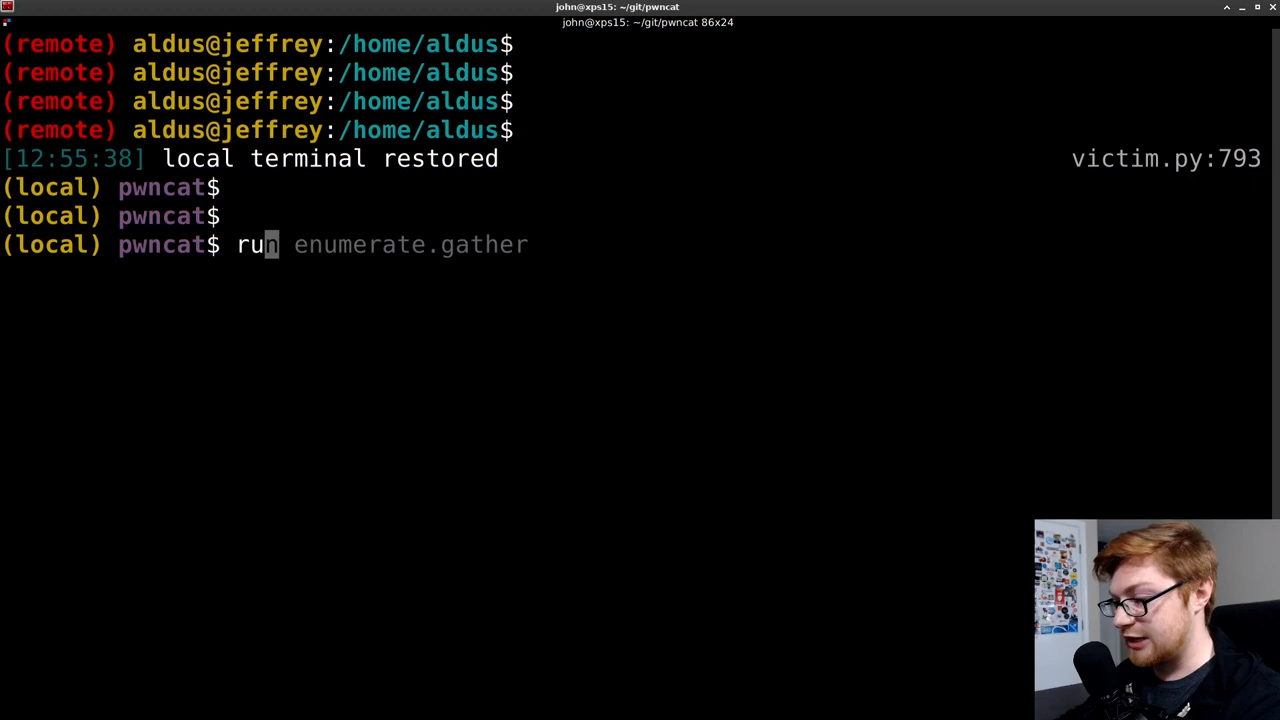 john@xps15: ~/git/pwncat
john@xps15: ~/git/pwncat 86x24
(remote) aldus@jeffrey:/home/aldus$
(remote) aldus@jeffrey:/home/aldus$
(remote) aldus@jeffrey:/home/aldus$
(remote) aldus@jeffrey:/home/aldus$
[12:55:38] local terminal restored victim.py:793
(local) pwncat$
(local) pwncat$
(local) pwncat$ run enumerate.gather